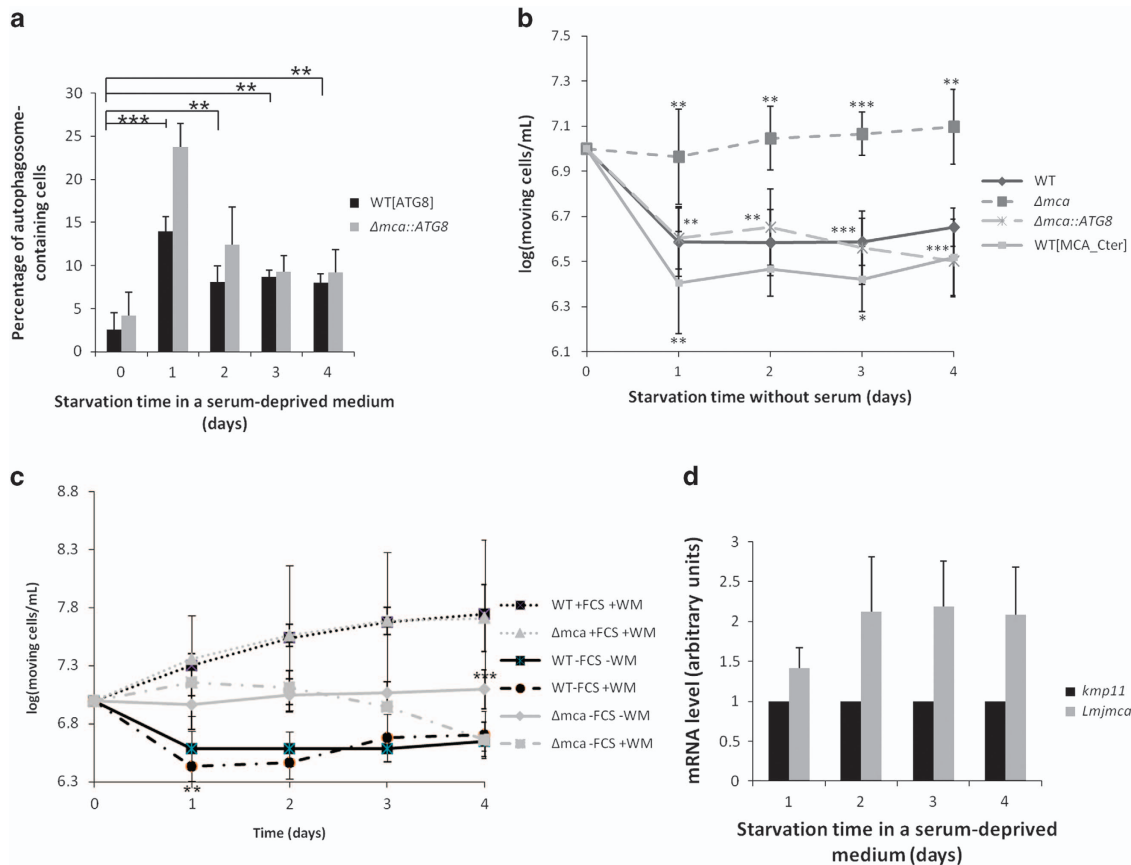 a
**
**
**
***
30
25
20
15
10
5
0
Percentage of autophagosome-
containing cells
0 1 2 3 4
Starvation time in a serum-deprived medium
(days)
WT[ATG8]
Δmca::ATG8
b
7.5
7.1
6.9
6.7
6.5
6.3
6.1
7.3
log(moving cells/mL)
** ** *** **
** ** *** ***
** *
0 1 2 3 4
Starvation time without serum (days)
WT
Δmca
Δmca::ATG8
WT[MCA_Cter]
c
8.8
8.3
7.8
7.3
6.8
6.3
log(moving cells/mL)
***
**
0 1 2 3 4
Time (days)
WT +FCS +WM
Δmca +FCS +WM
WT -FCS -WM
WT-FCS +WM
Δmca -FCS -WM
Δmca -FCS +WM
d
3
2.5
2
1.5
1
0.5
0
mRNA level (arbitrary units)
1 2 3 4
Starvation time in a serum-deprived
medium (days)
kmp11
Lmjmca